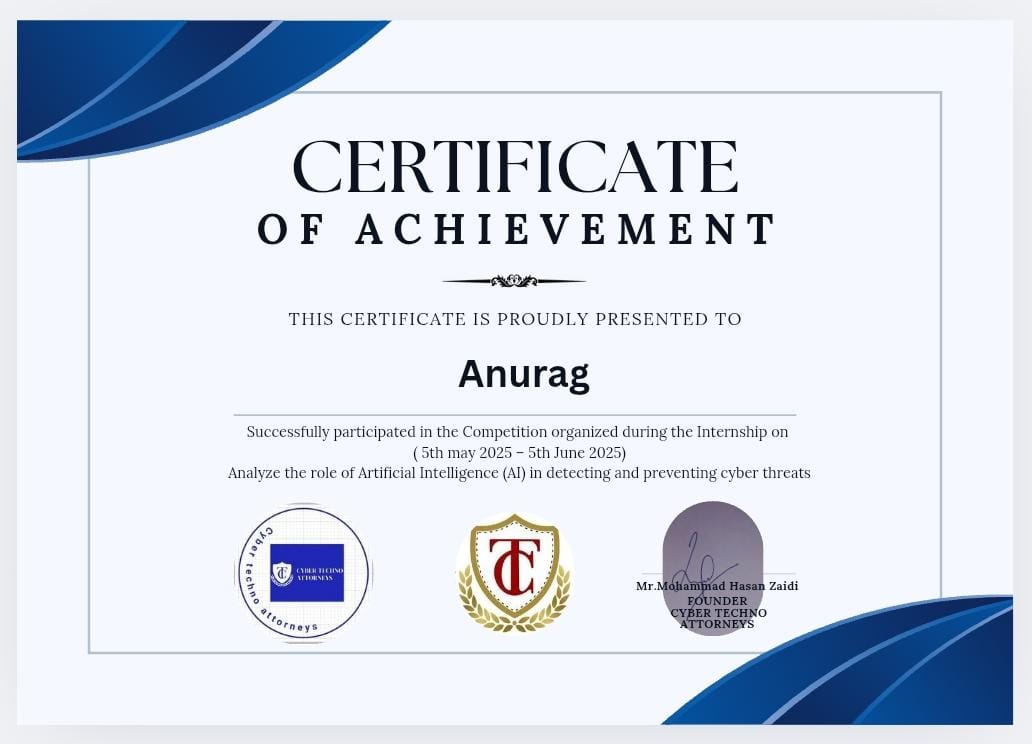 CERTIFICATE
OF ACHIEVEMENT
THIS CERTIFICATE IS PROUDLY PRESENTED TO
Anurag
Successfully participated in the Competition organized during the Internship on
( 5th may 2025 – 5th June 2025)
Analyze the role of Artificial Intelligence (AI) in detecting and preventing cyber threats
Cyber techno attorneys
CYBER TECHNO
ATTORNEYS
TC
Mr.Mohammad Hasan Zaidi
FOUNDER
CYBER TECHNO
ATTORNEYS